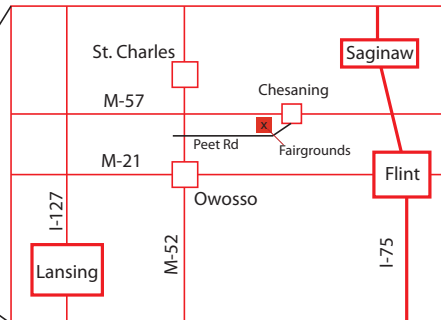 Saginaw
St. Charles
Chesaning
M-57
x
Peet Rd
Fairgrounds
M-21
Flint
Owosso
I-127
M-52
I-75
Lansing